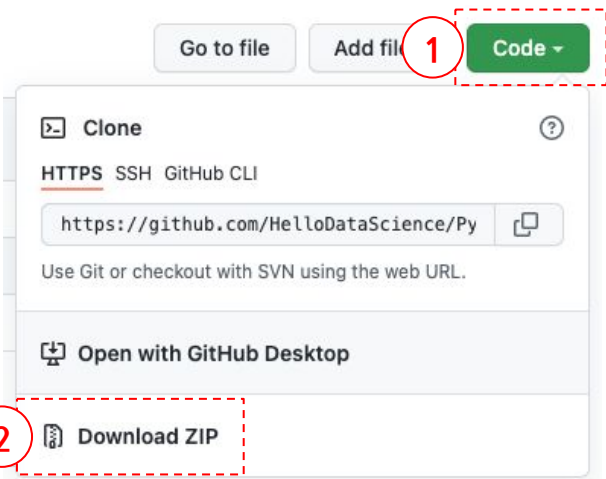 Go to file
Add file
1
Code
Clone
HTTPS SSH GitHub CLI
https://github.com/HelloDataScience/Py
Use Git or checkout with SVN using the web URL.
Open with GitHub Desktop
2
Download ZIP